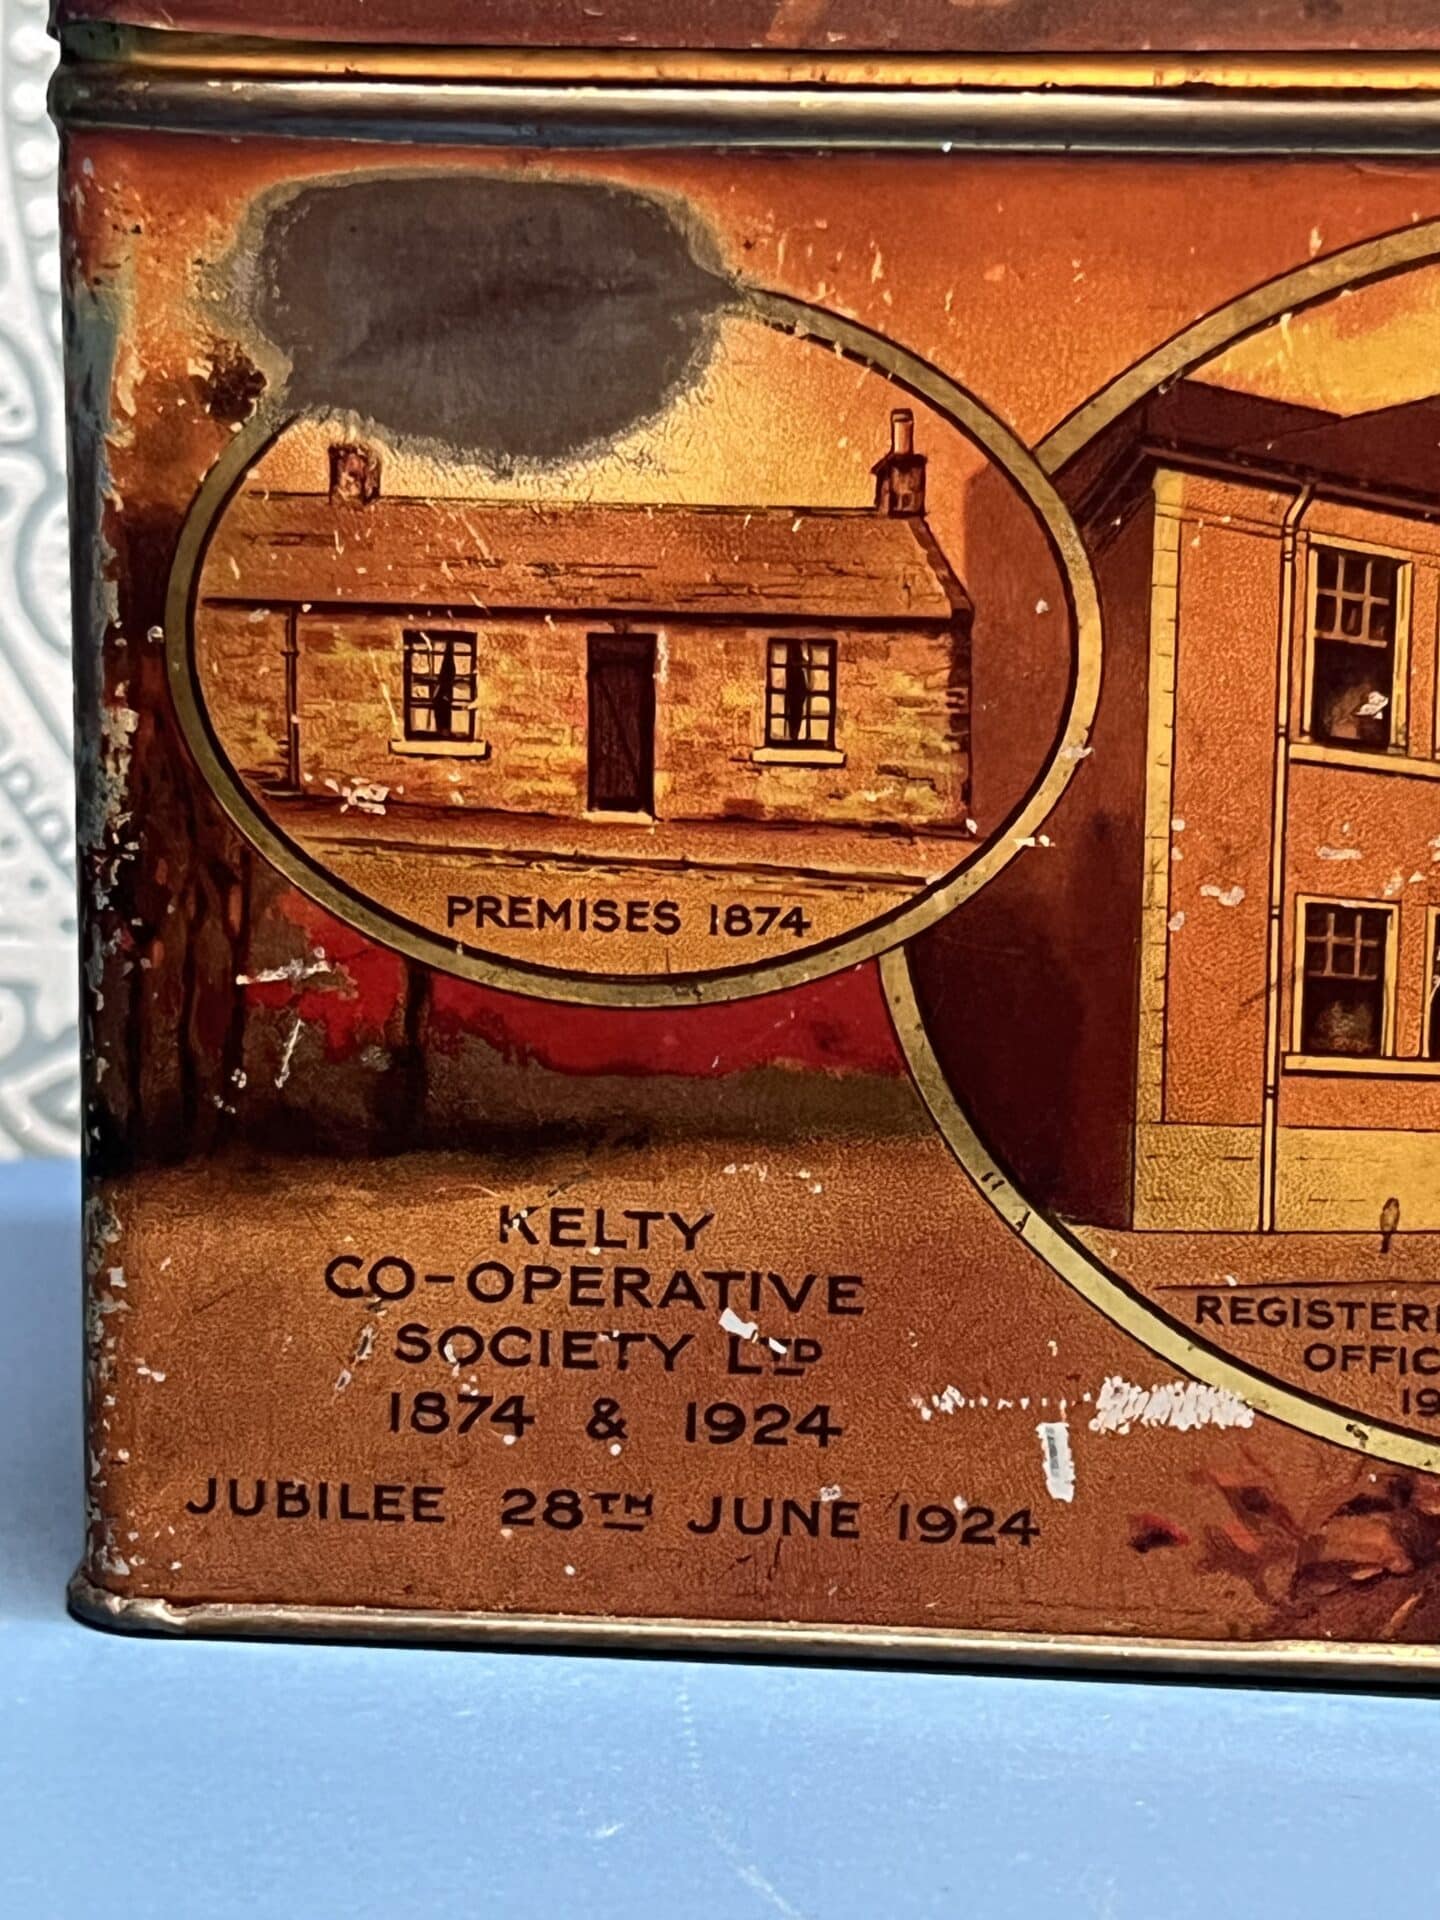 PREMISES 1874
KELTY
CO-OPERATIVE
SOCIETY LTD
1874 & 1924
JUBILEE 28TH JUNE 1924